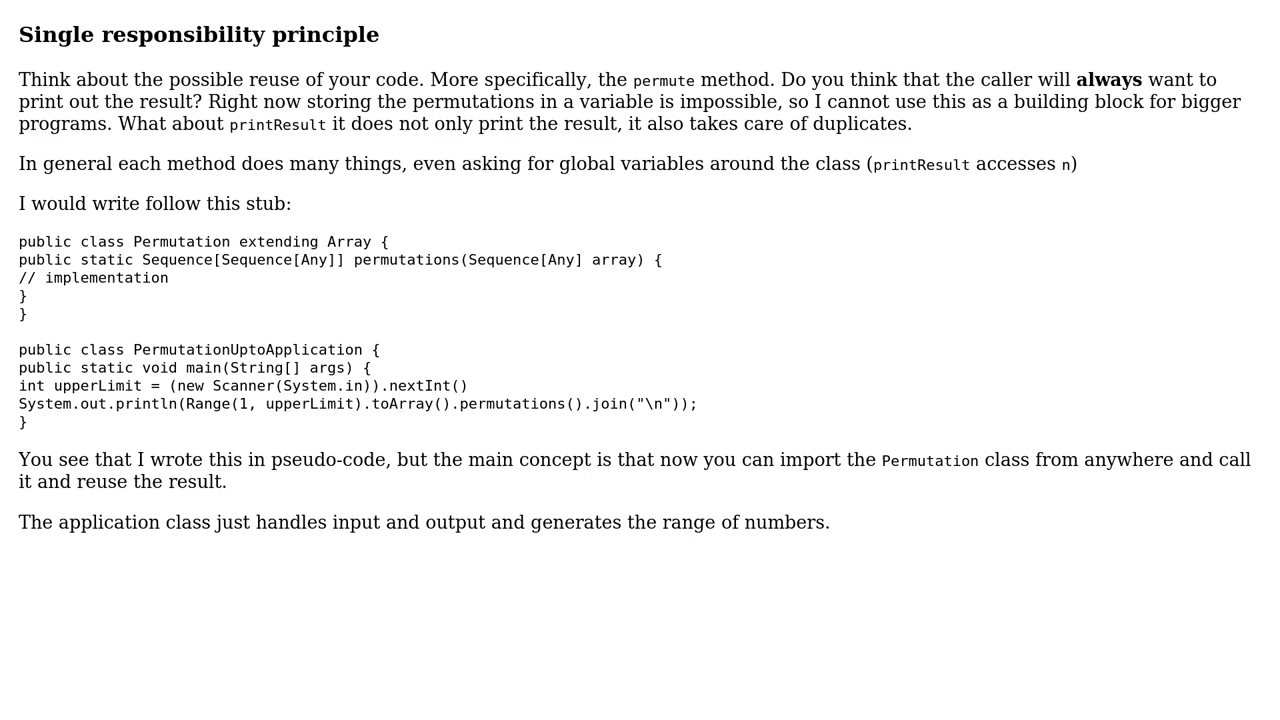 Single responsibility principle
Think about the possible reuse of your code. More specifically, the permute method. Do you think that the caller will always want to
print out the result? Right now storing the permutations in a variable is impossible, so I cannot use this as a building block for bigger
programs. What about printResult it does not only print the result, it also takes care of duplicates.
In general each method does many things, even asking for global variables around the class (printResult accesses n)
I would write follow this stub:
public class Permutation extending Array {
public static Sequence[Sequence[Any]] permutations(Sequence[Any] array) {
// implementation
}
}
public class PermutationUptoApplication {
public static void main(String[] args) {
int upperLimit = (new Scanner(System.in)).nextInt()
System.out.println(Range(1, upperLimit).toArray().permutations().join("\n"));
}
You see that I wrote this in pseudo-code, but the main concept is that now you can import the Permutation class from anywhere and call
it and reuse the result.
The application class just handles input and output and generates the range of numbers.